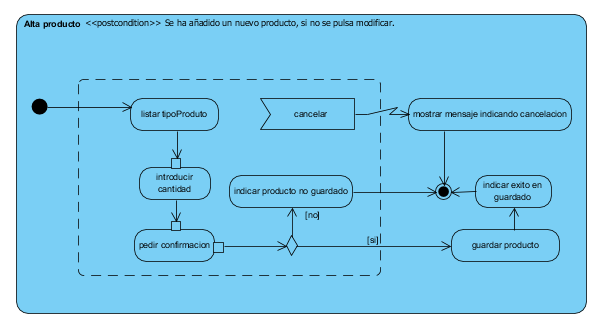 Alta producto <<postcondition>> Se ha añadido un nuevo producto, si no se pulsa modificar.
listar tipoProduto
cancelar
mostrar mensaje indicando cancelacion
introducir
cantidad
indicar producto no guardado
indicar exito en
guardado
[no]
pedir confirmacion
[si]
guardar producto